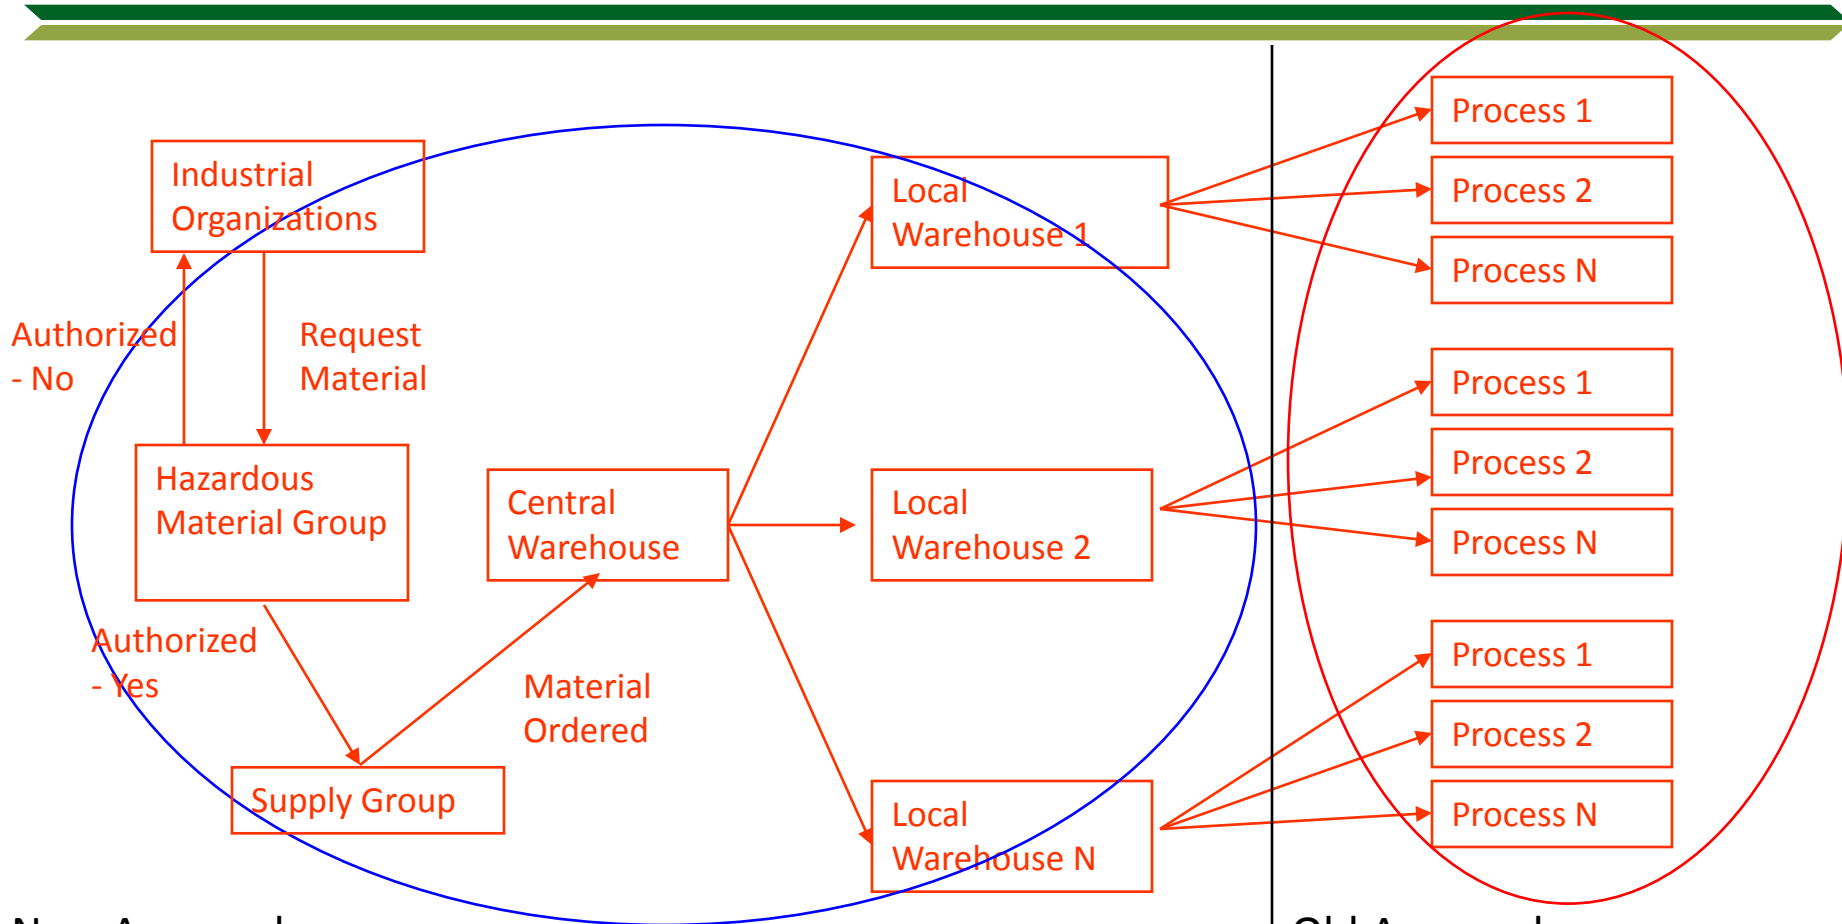 Industrial
Organizations
Authorized
- No
Request
Material
Hazardous
Material Group
Authorized
- Yes
Supply Group
Material
Ordered
Central
Warehouse
Local
Warehouse 1
Local
Warehouse 2
Local
Warehouse N
Process 1
Process 2
Process N
Process 1
Process 2
Process N
Process 1
Process 2
Process N